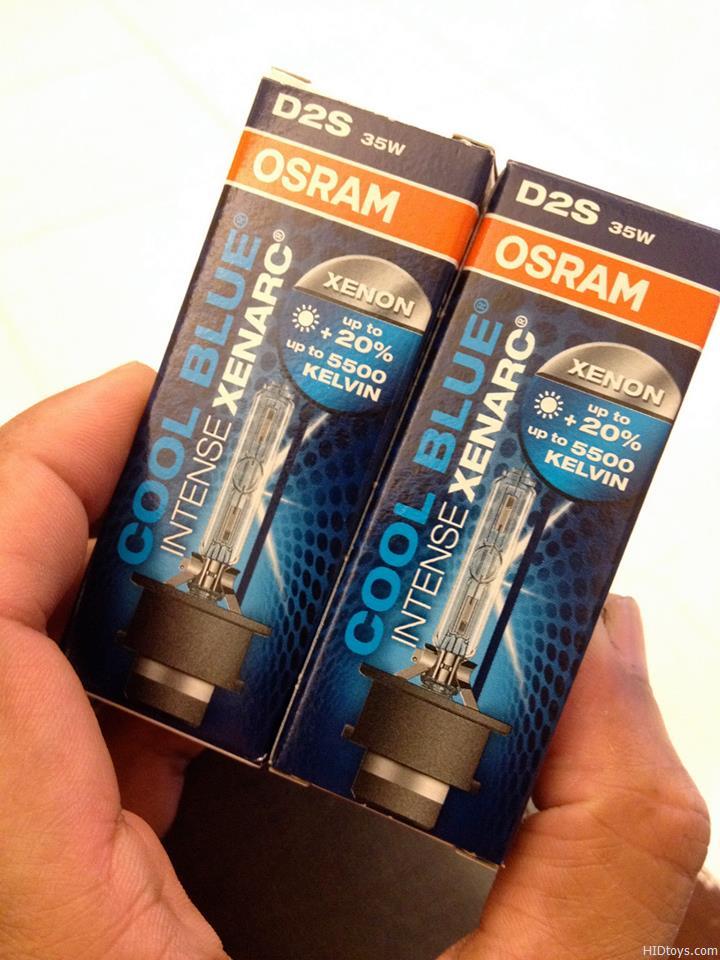 D2S 35W
OSRAM
COOL BLUE®
INTENSE XENARC®
XENON
up to
+ 20%
up to 5500
KELVIN
D2S 35W
OSRAM
COOL BLUE®
INTENSE XENARC®
XENON
up to
+ 20%
up to 5500
KELVIN
HIDtoys.com